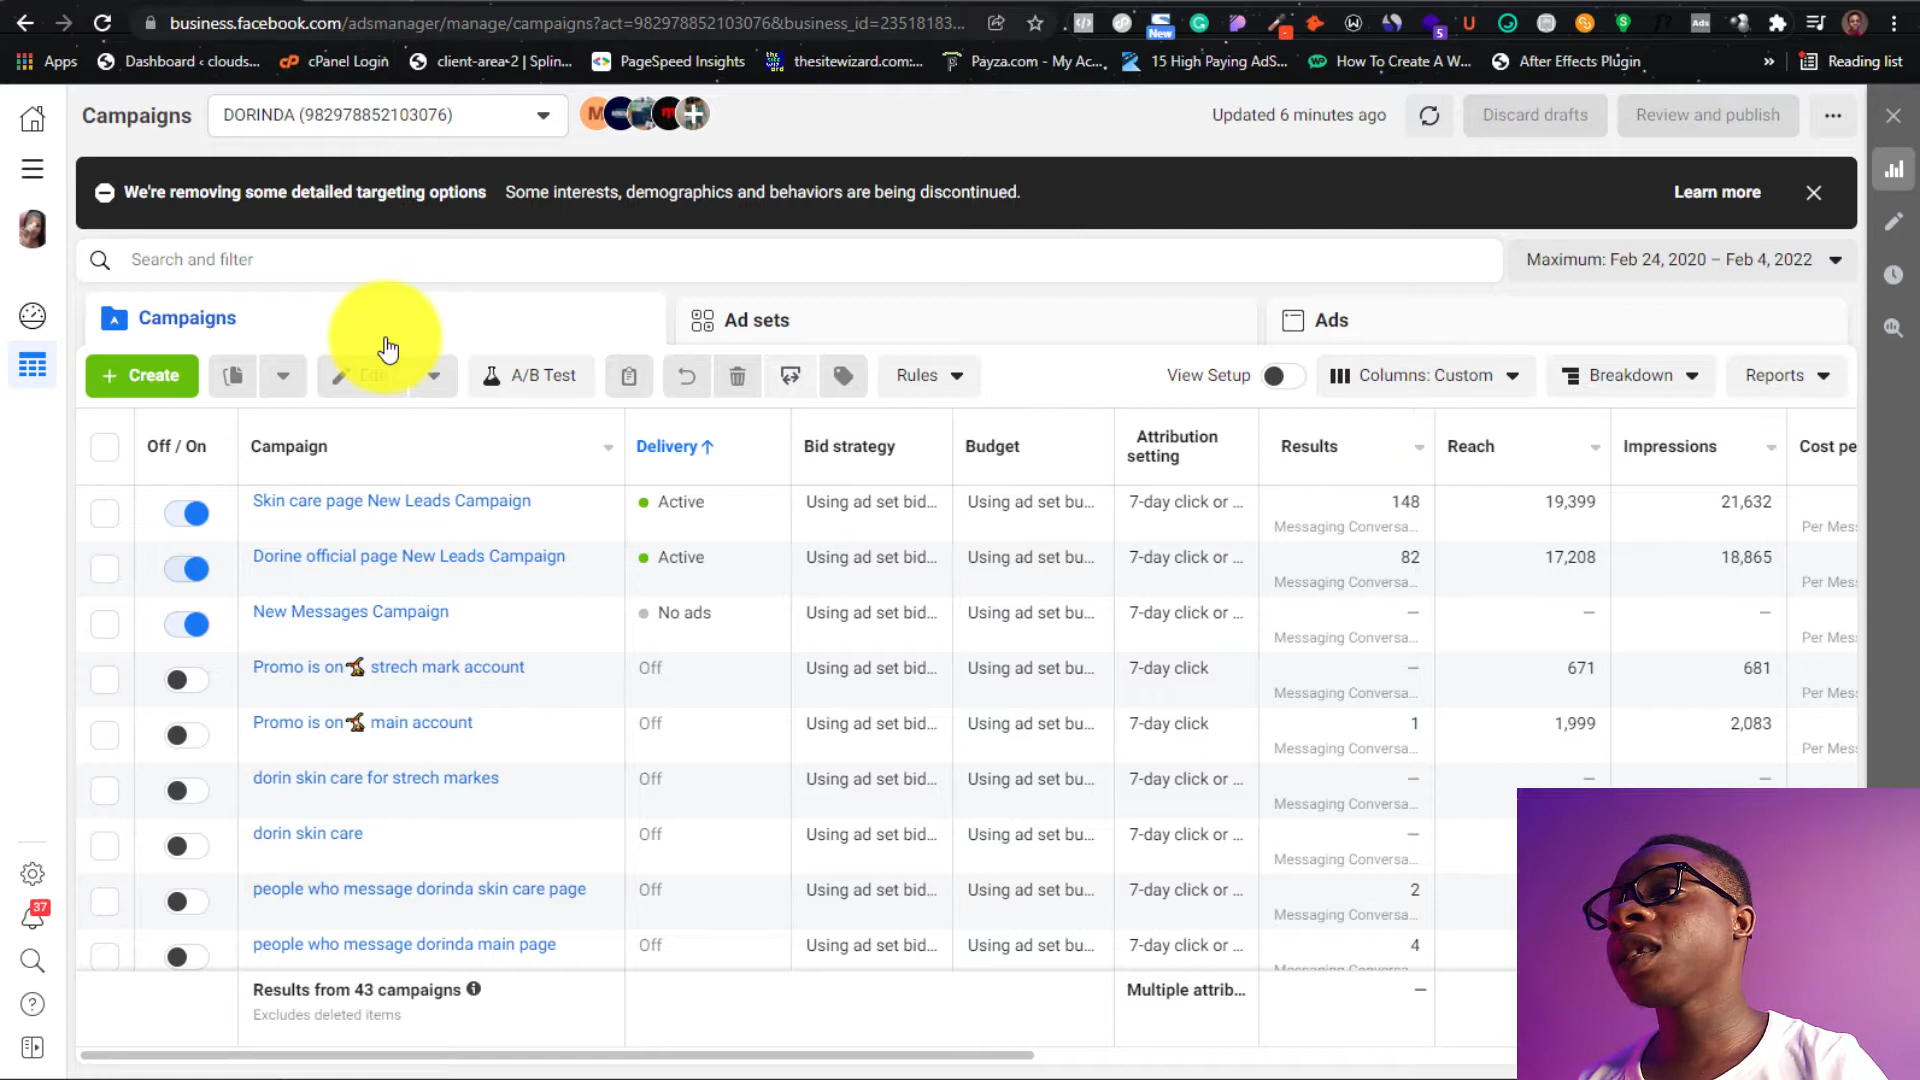 business.facebook.com/adsmanager/manage/campaigns?act=982978852103076&business_id=23518183...
New
5
Ads
Apps
Dashboard ‹ clouds...
cPanel Login
client-area-2 | Splin...
PageSpeed Insights
thesitewizard.com:...
Payza.com - My Ac...
15 High Paying AdS...
How To Create A W...
After Effects Plugin
»
Reading list
Campaigns
DORINDA (982978852103076)
M
Updated 6 minutes ago
Discard drafts
Review and publish
We're removing some detailed targeting options
Some interests, demographics and behaviors are being discontinued.
Learn more
Search and filter
Maximum: Feb 24, 2020 – Feb 4, 2022
Campaigns
Ad sets
Ads
+ Create
Edit
A/B Test
Rules
View Setup
Columns: Custom
Breakdown
Reports
Off / On
Campaign
Delivery ↑
Bid strategy
Budget
Attribution
setting
Results
Reach
Impressions
Cost pe
Skin care page New Leads Campaign
Active
Using ad set bid...
Using ad set bu...
7-day click or ...
148
19,399
21,632
Messaging Conversa...
Per Mess
Dorine official page New Leads Campaign
Active
Using ad set bid...
Using ad set bu...
7-day click or ...
82
17,208
18,865
Messaging Conversa...
Per Mess
New Messages Campaign
No ads
Using ad set bid...
Using ad set bu...
7-day click or ...
—
—
—
Messaging Conversa...
Per Mess
Promo is on strech mark account
Off
Using ad set bid...
Using ad set bu...
7-day click
—
671
681
Messaging Conversa...
Per Mess
Promo is on main account
Off
Using ad set bid...
Using ad set bu...
7-day click
1
1,999
2,083
Messaging Conversa...
Per Mess
dorin skin care for strech markes
Off
Using ad set bid...
Using ad set bu...
7-day click or ...
—
—
—
Messaging Conversa...
dorin skin care
Off
Using ad set bid...
Using ad set bu...
7-day click or ...
—
Messaging Conversa...
people who message dorinda skin care page
Off
Using ad set bid...
Using ad set bu...
7-day click or ...
2
Messaging Conversa...
people who message dorinda main page
Off
Using ad set bid...
Using ad set bu...
7-day click or ...
4
Messaging Conversa...
Results from 43 campaigns
Excludes deleted items
Multiple attrib...
—
37